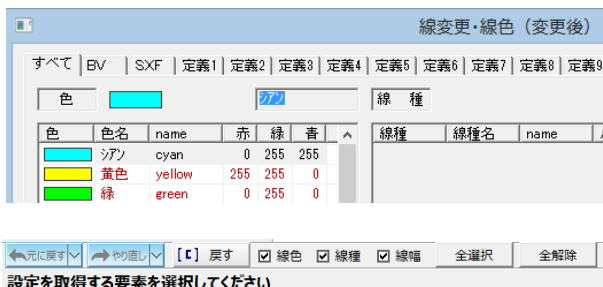 線変更・線色（変更後）
すべて BV SXF 定義1 定義2 定義3 定義4 定義5 定義6 定義7 定義8 定義9
色 ｼｱﾝ 線 種
色 色名 name 赤 緑 青 線種 線種名 name
ｼｱﾝ cyan 0 255 255
黄色 yellow 255 255 0
緑 green 0 255 0
元に戻す やり直し [C] 戻す 線色 線種 線幅 全選択 全解除
設定を取得する要素を選択してください